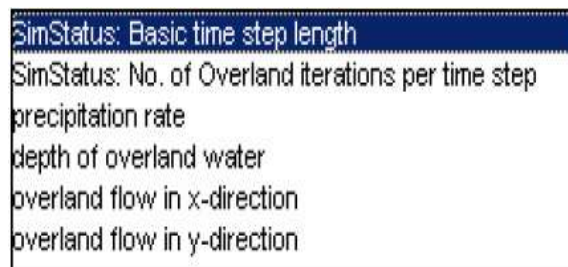 SimStatus: Basic time step length
SimStatus: No. of Overland iterations per time step
precipitation rate
depth of overland water
overland flow in x-direction
overland flow in y-direction